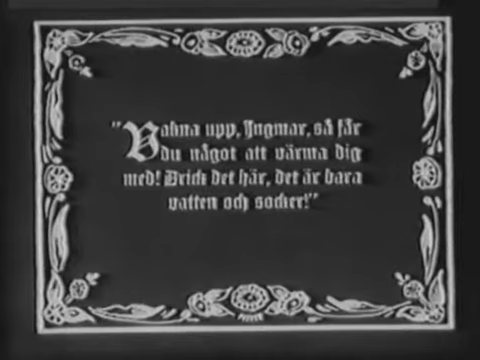 "Vakna upp, Ingmar, så får
du något att värma dig
med! Drick det här, det är bara
vatten och socker!"